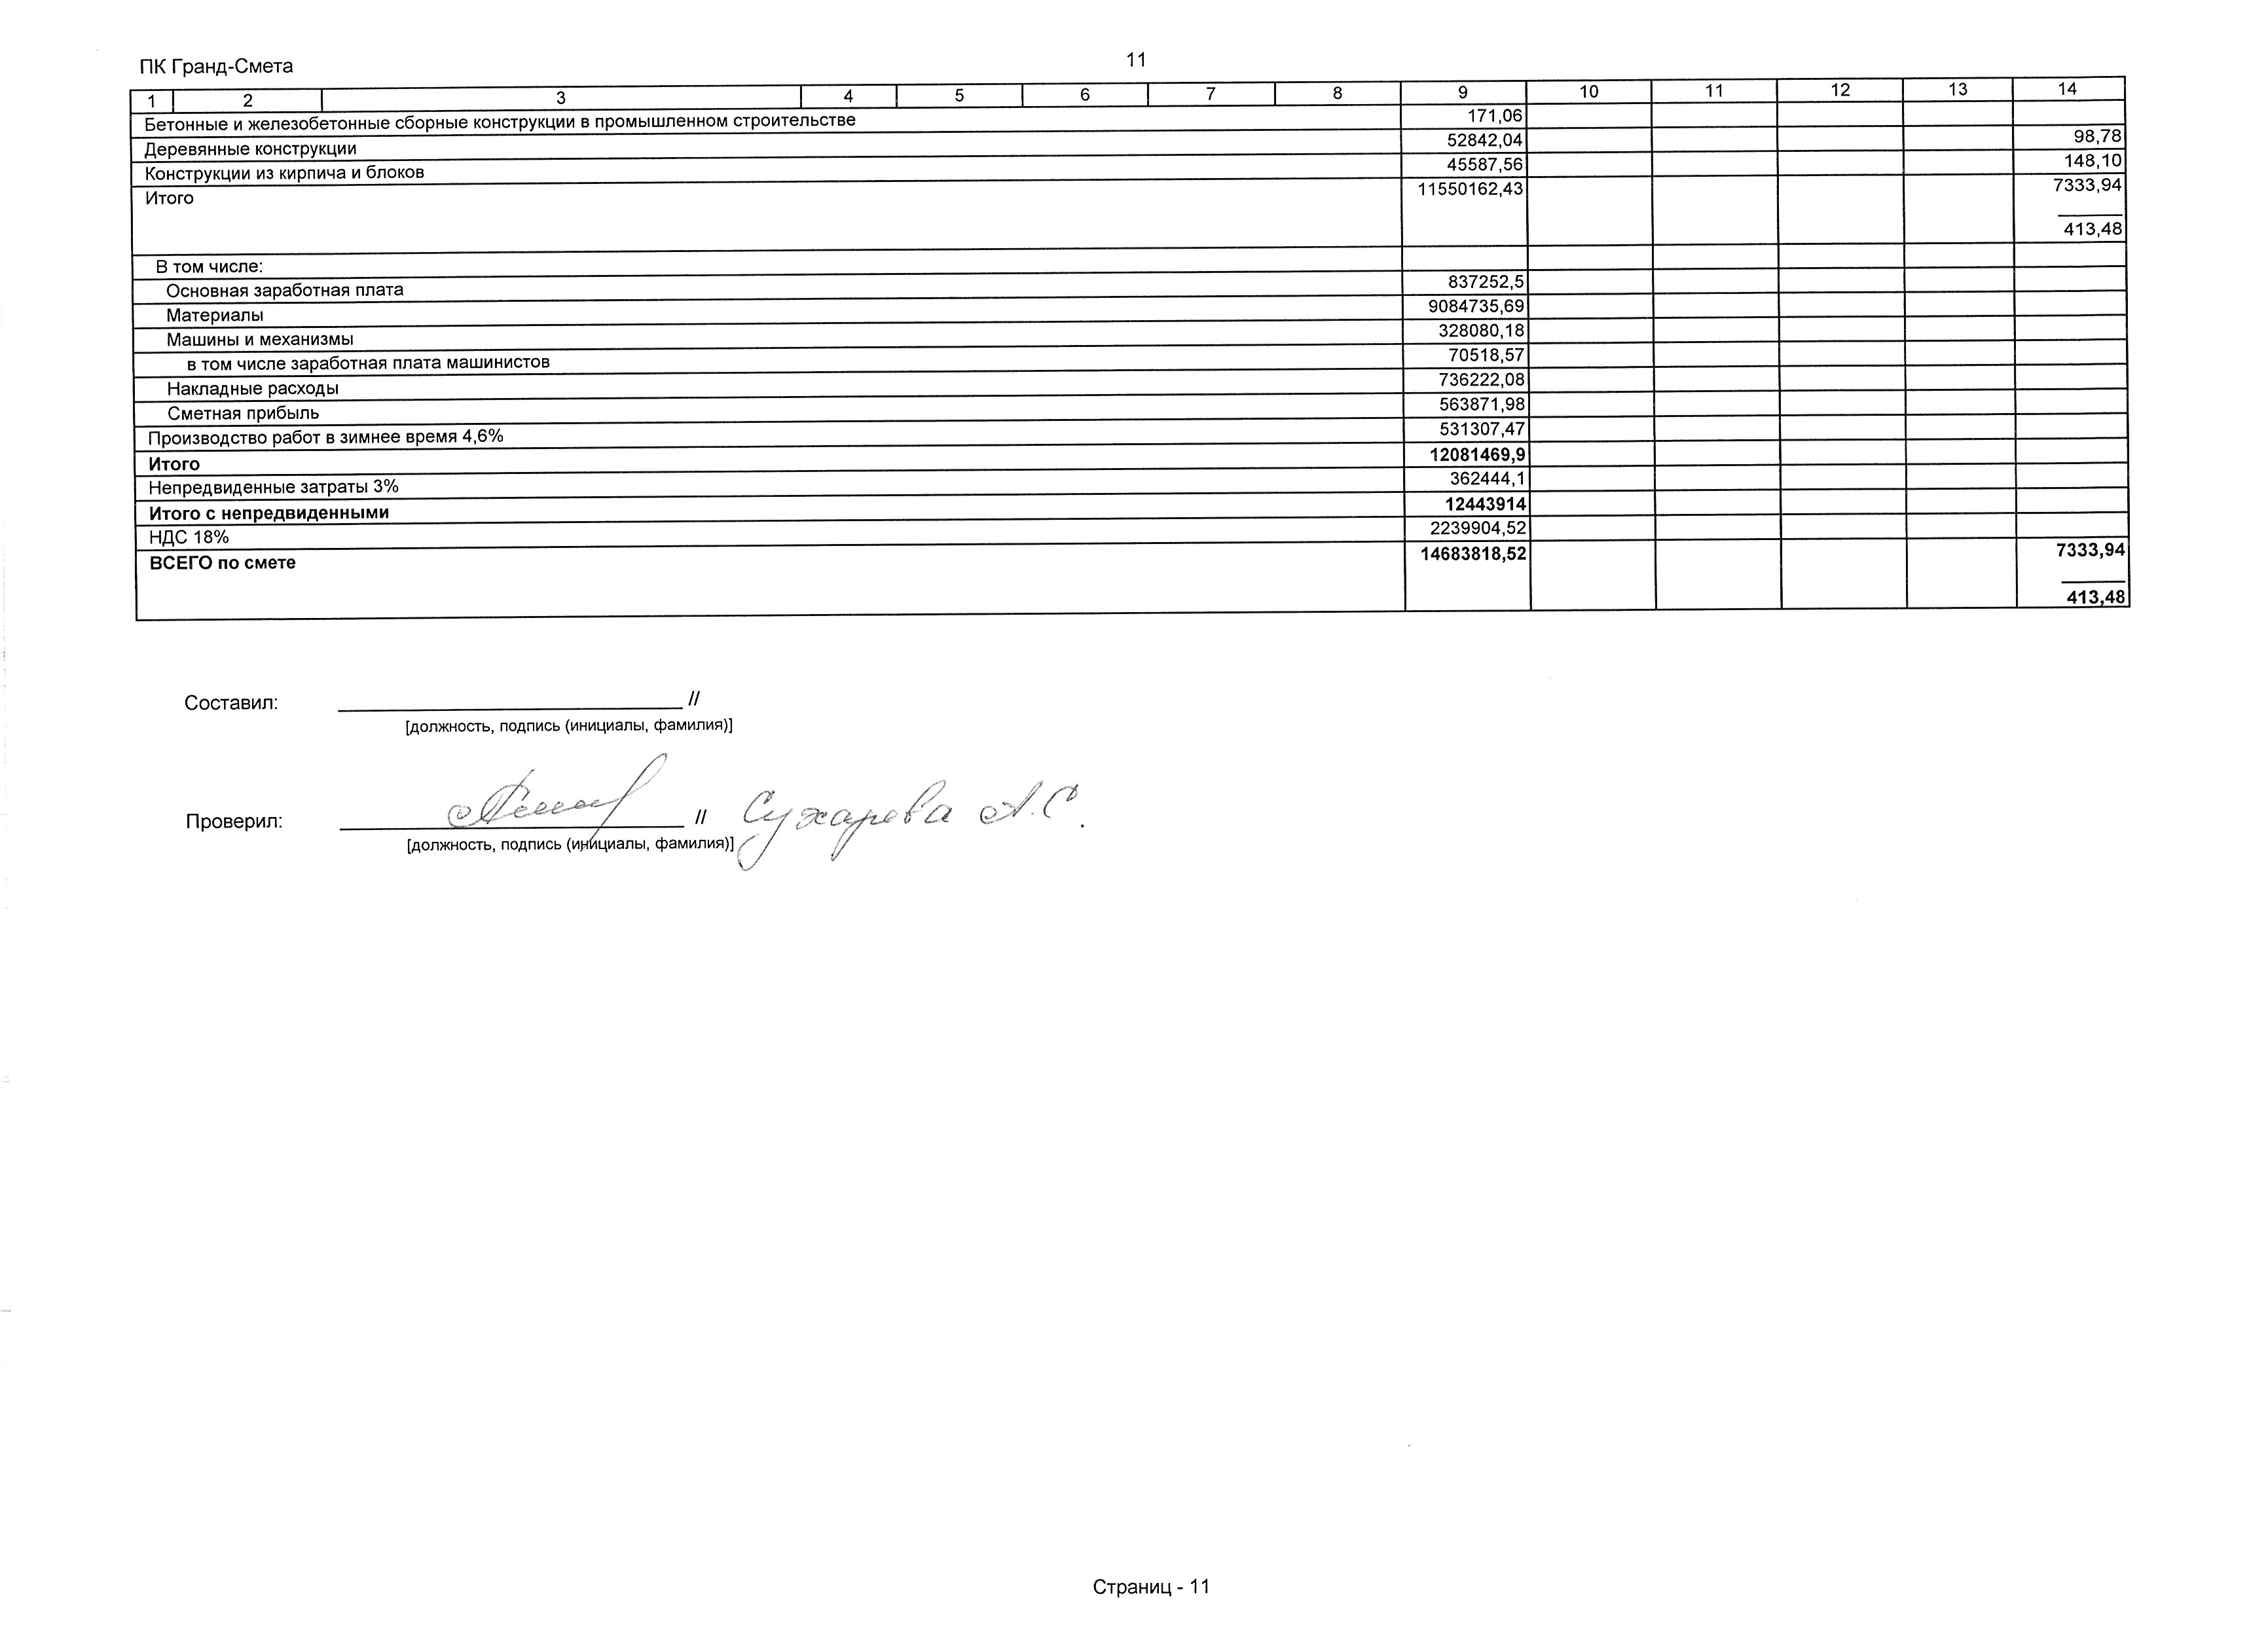 ПК Гранд-Смета 11
1 2 3 4 5 6 7 8 9 10 11 12 13 14
Бетонные и железобетонные сборные конструкции в промышленном строительстве 171,06
Деревянные конструкции 52842,04 98,78
Конструкции из кирпича и блоков 45587,56 148,10
Итого 11550162,43 7333,94
413,48
В том числе:
Основная заработная плата 837252,5
Материалы 9084735,69
Машины и механизмы 328080,18
в том числе заработная плата машинистов 70518,57
Накладные расходы 736222,08
Сметная прибыль 563871,98
Производство работ в зимнее время 4,6% 531307,47
Итого 12081469,9
Непредвиденные затраты 3% 362444,1
Итого с непредвиденными 12443914
НДС 18% 2239904,52
ВСЕГО по смете 14683818,52 7333,94
413,48
Составил: //
[должность, подпись (инициалы, фамилия)]
Проверил: // Сухарева А.С.
[должность, подпись (инициалы, фамилия)]
Страниц - 11